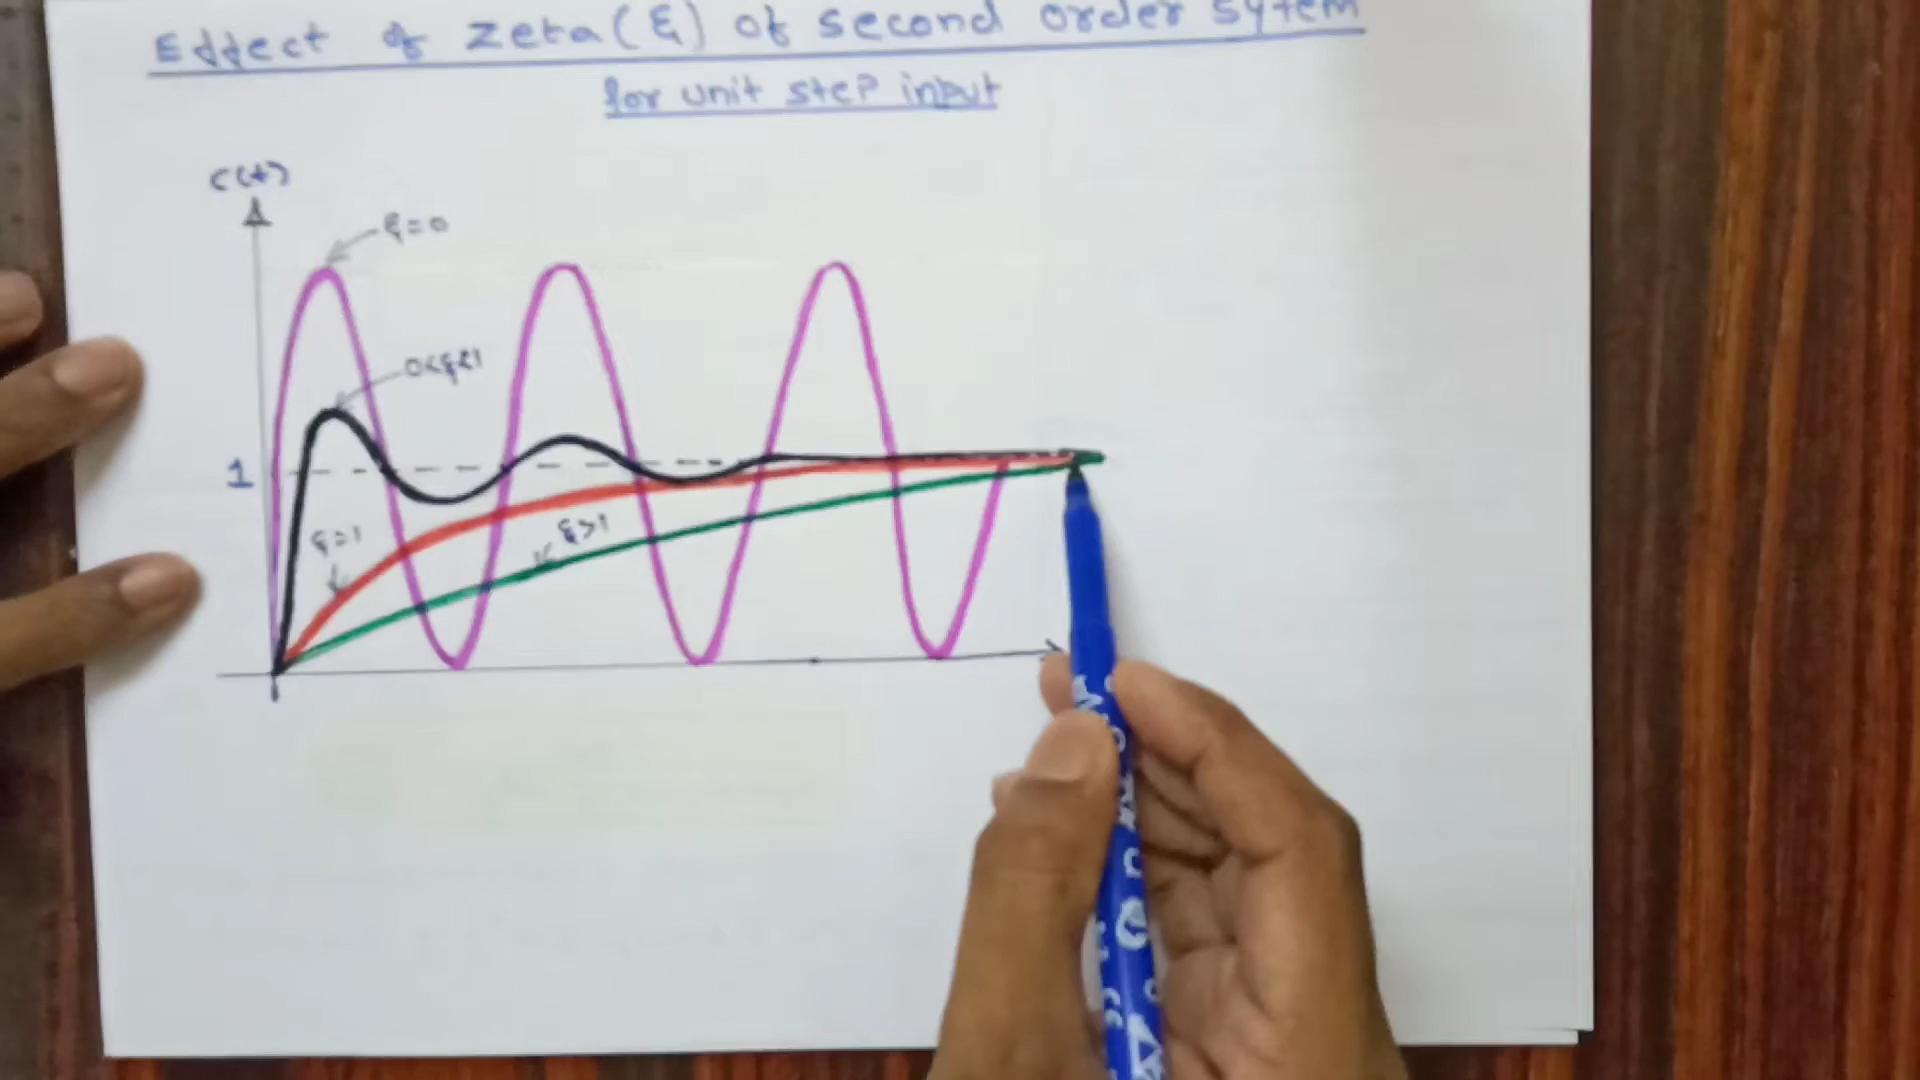 Effect of zeta (ξ) of second order sytem
for unit step input
C(t)
ξ=0
0<ξ<1
1
ξ=1
ξ>1